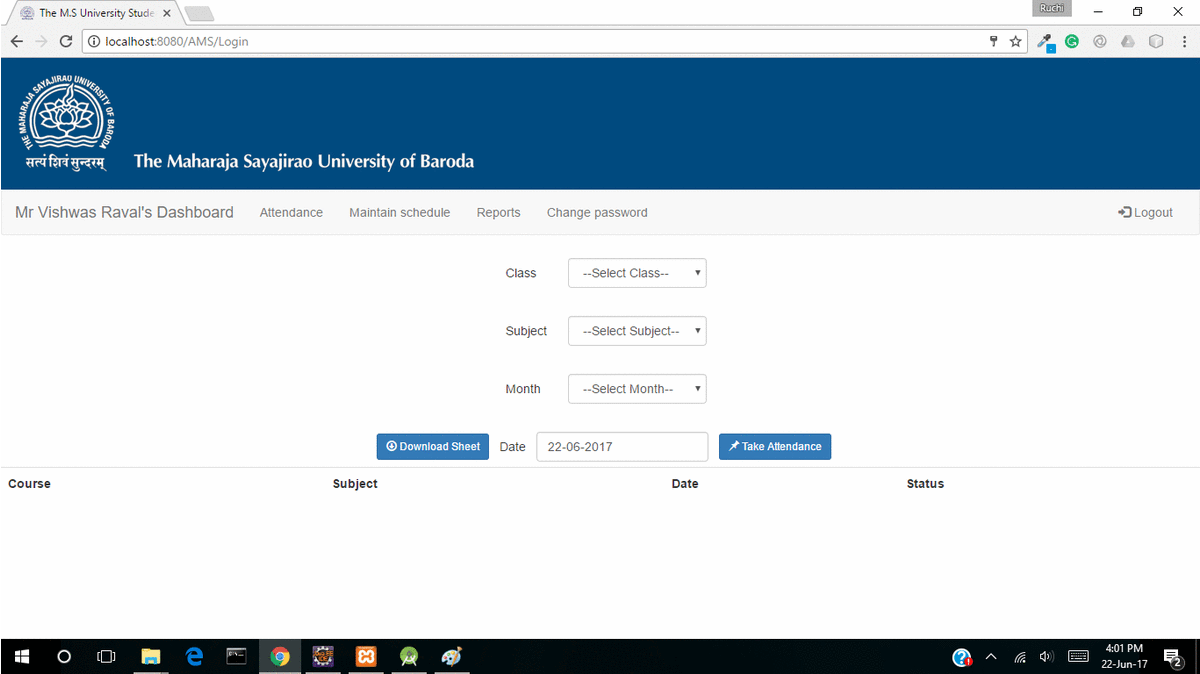 The M.S University Stude
Ruchi
localhost:8080/AMS/Login
THE MAHARAJA SAYAJIRAO UNIVERSITY OF BARODA
सत्यं शिवं सुन्दरम्
The Maharaja Sayajirao University of Baroda
Mr Vishwas Raval's Dashboard Attendance Maintain schedule Reports Change password Logout
Class --Select Class--
Subject --Select Subject--
Month --Select Month--
Download Sheet Date 22-06-2017 Take Attendance
Course Subject Date Status
4:01 PM
22-Jun-17
2